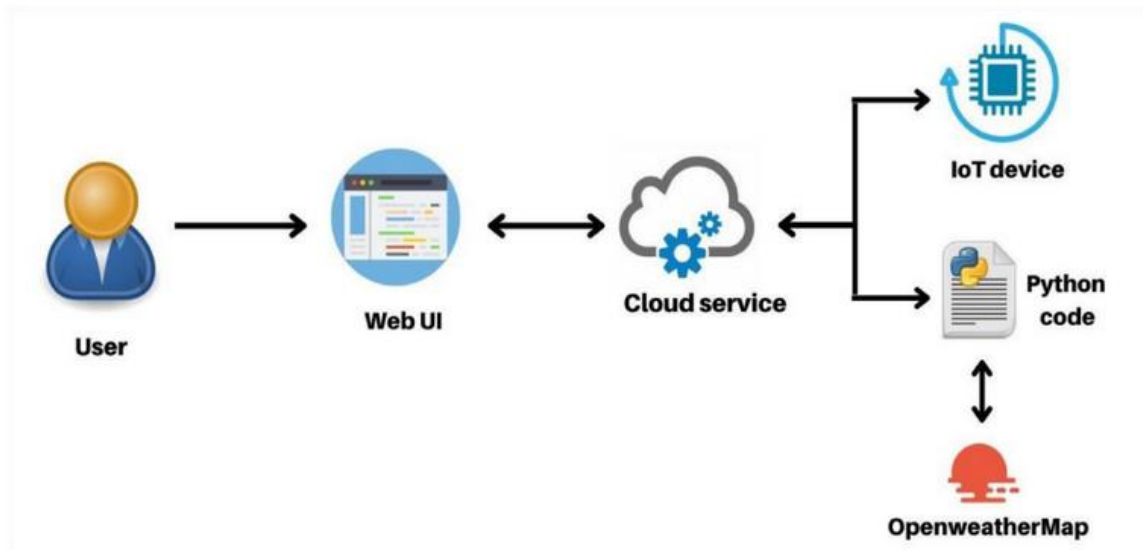 User
Web UI
Cloud service
IoT device
Python
code
OpenweatherMap